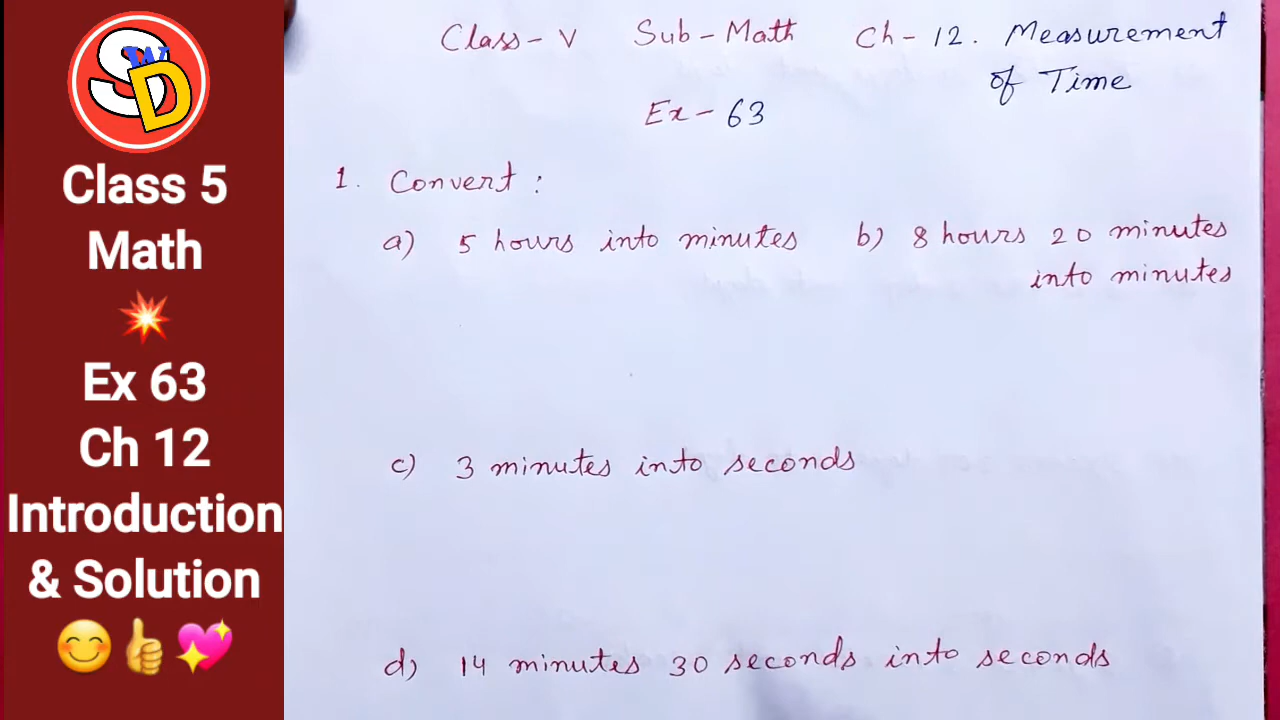 SWD
Class 5
Math
💥
Ex 63
Ch 12
Introduction
& Solution
😊👍💖
Class - V Sub - Math Ch - 12. Measurement
of Time
Ex - 63
1. Convert :
a) 5 hours into minutes b) 8 hours 20 minutes
into minutes
c) 3 minutes into seconds
d) 14 minutes 30 seconds into seconds